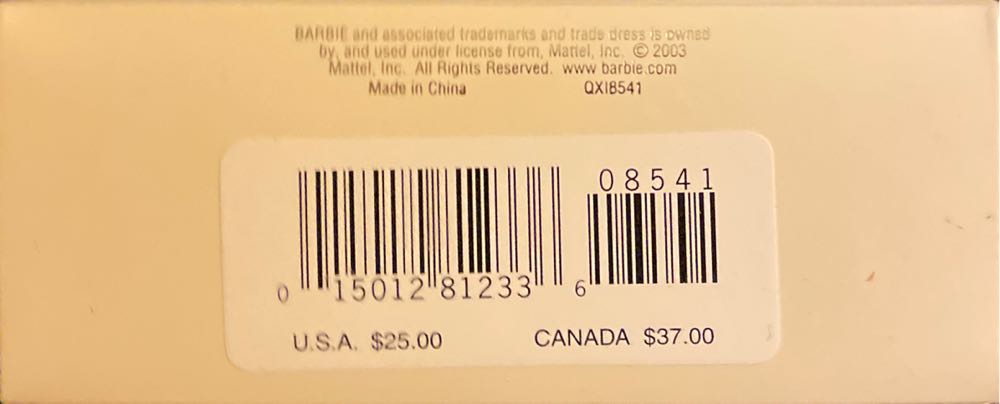 BARBIE and associated trademarks and trade dress is owned
by, and used under license from, Mattel, Inc. © 2003
Mattel, Inc. All Rights Reserved. www barbie.com
Made in China QXI8541
08541
0 15012 81233 6
U.S.A. $25.00 CANADA $37.00